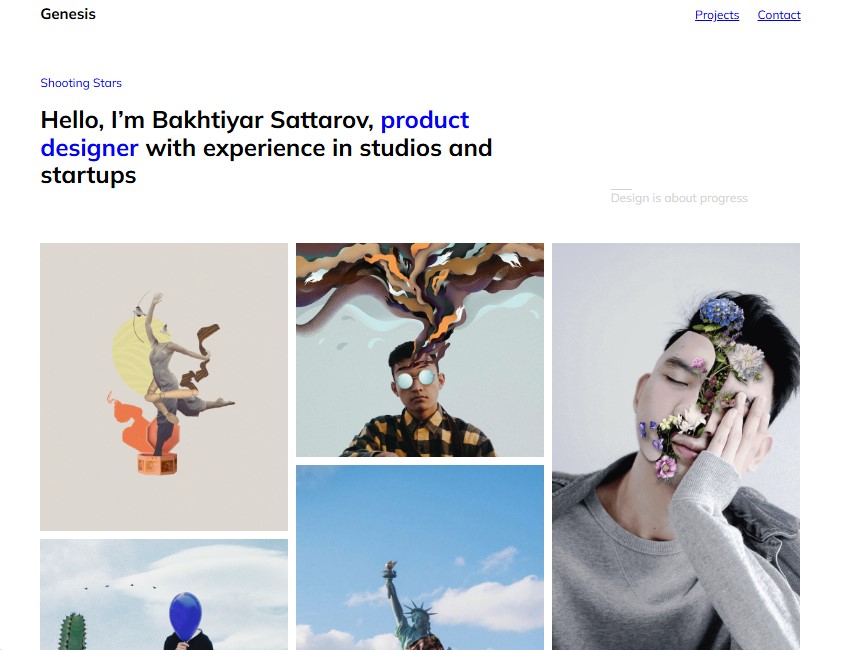 Genesis
Projects
Contact
Shooting Stars
Hello, I’m Bakhtiyar Sattarov, product
designer with experience in studios and
startups
Design is about progress